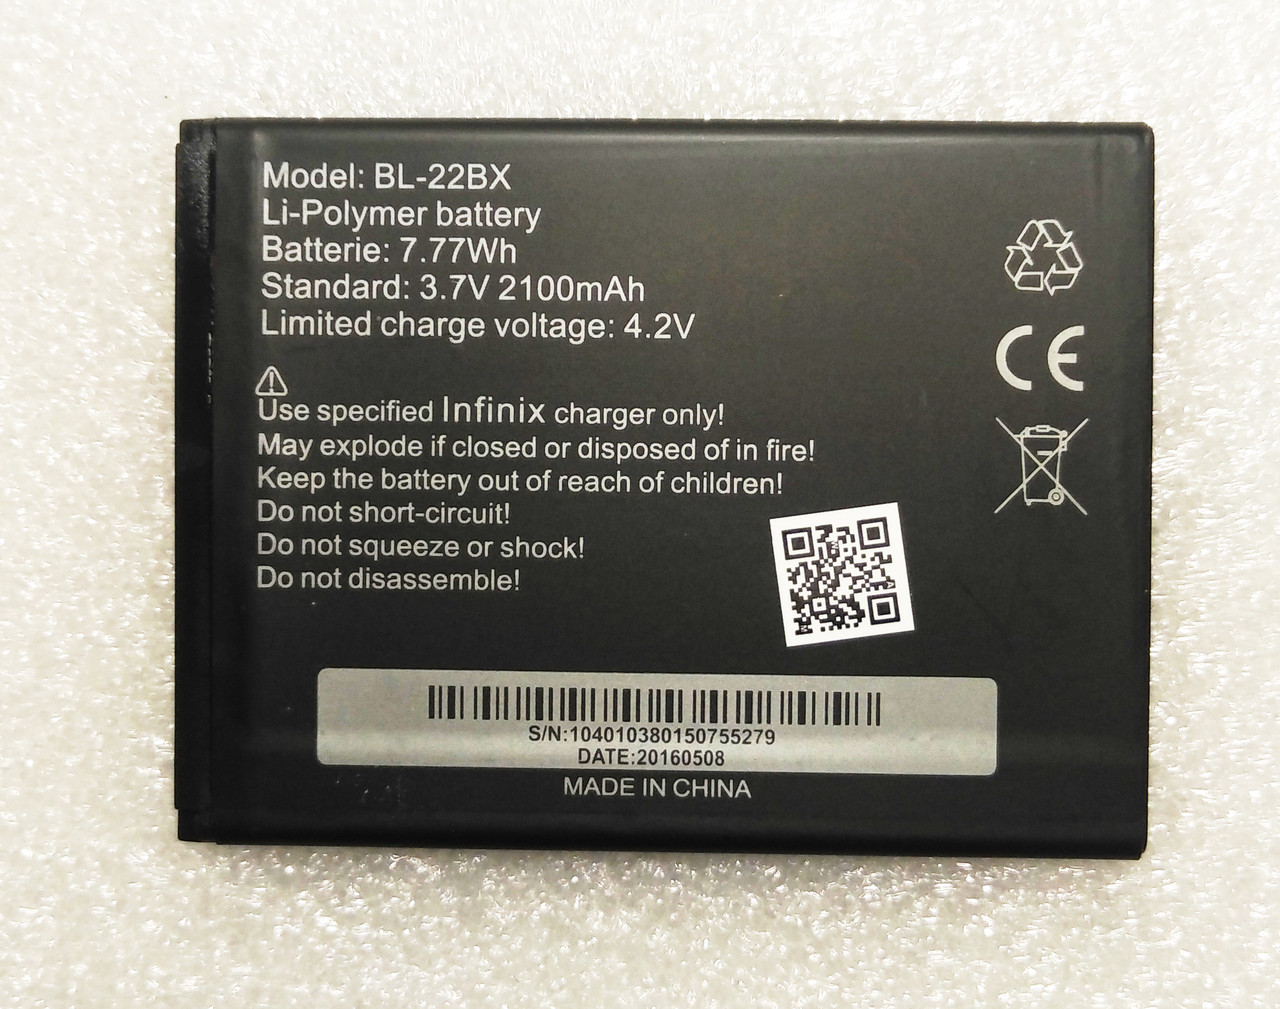 Model: BL-22BX
Li-Polymer battery
Batterie: 7.77Wh
Standard: 3.7V 2100mAh
Limited charge voltage: 4.2V
Use specified Infinix charger only!
May explode if closed or disposed of in fire!
Keep the battery out of reach of children!
Do not short-circuit!
Do not squeeze or shock!
Do not disassemble!
CE
S/N:104010380150755279
DATE:20160508
MADE IN CHINA